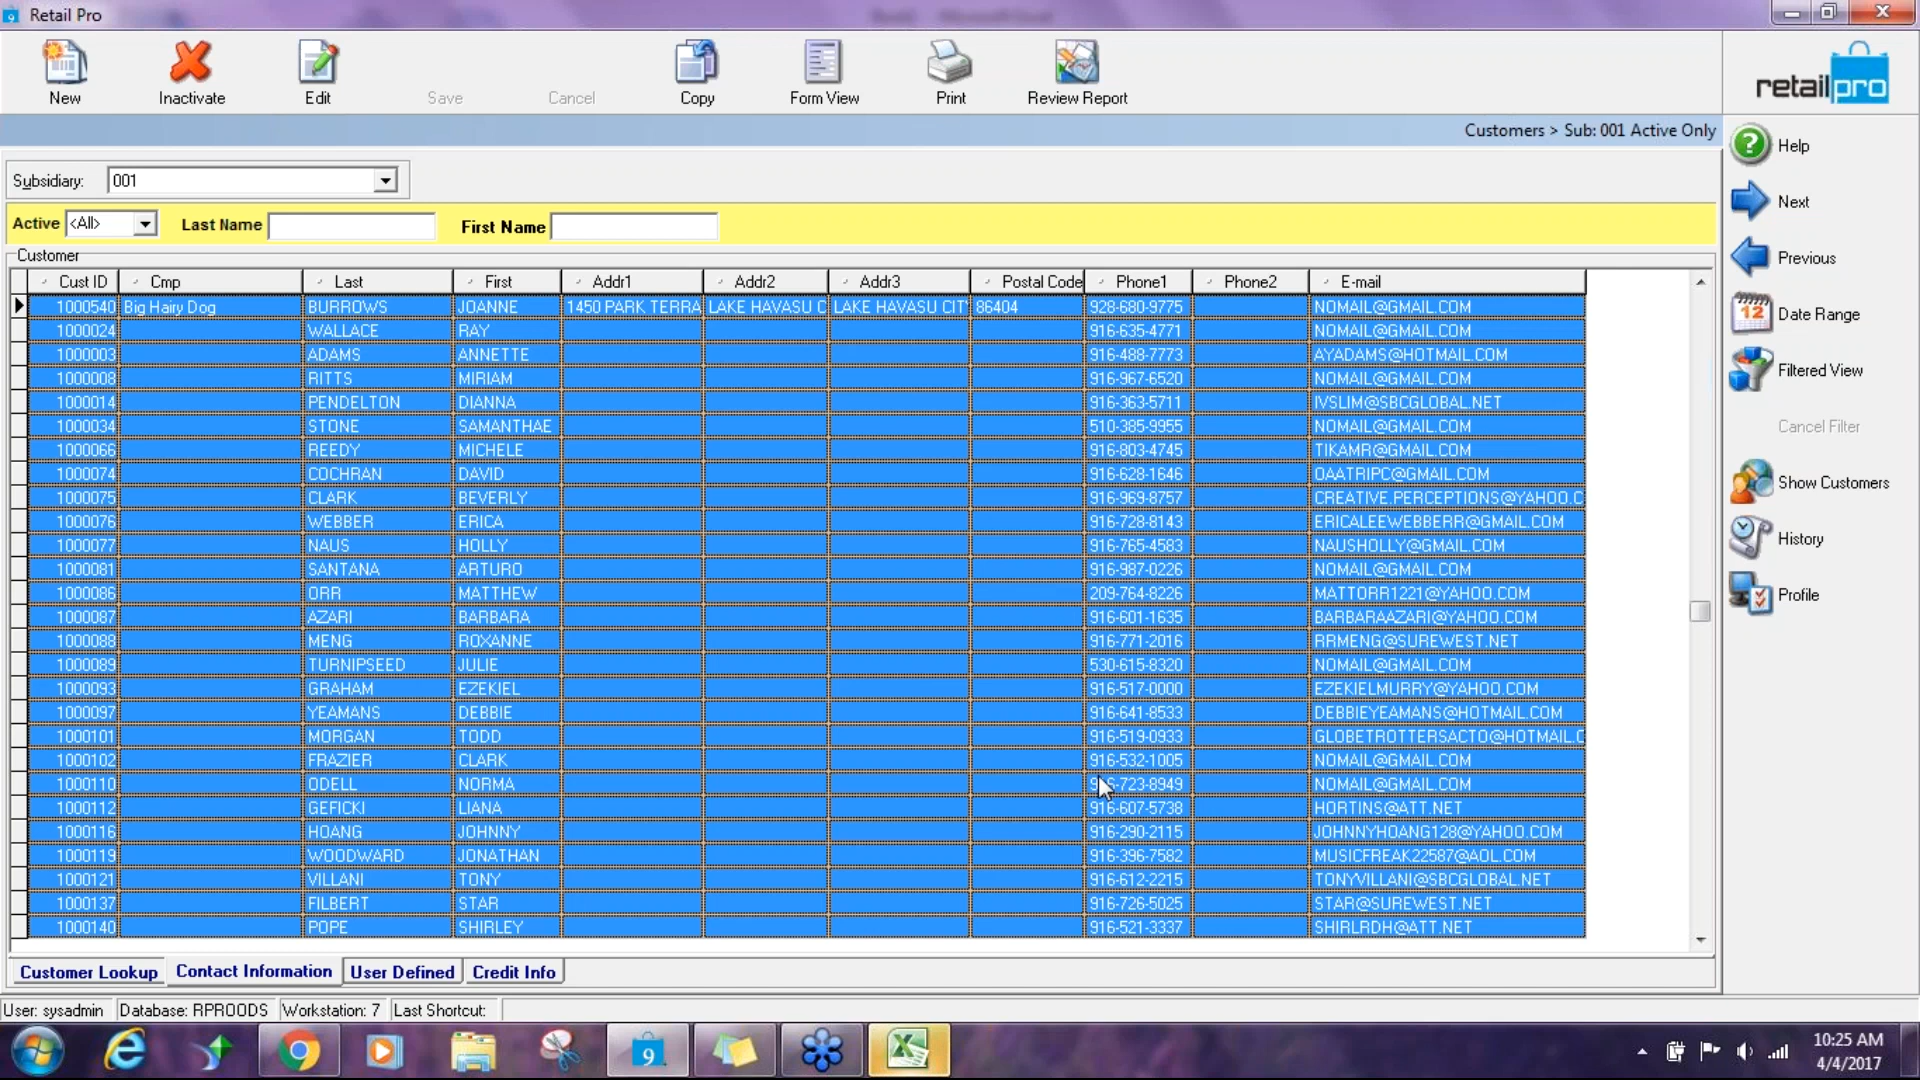 Retail Pro
New Inactivate Edit Save Cancel Copy Form View Print Review Report
retailpro
Customers > Sub: 001 Active Only
Subsidiary: 001
Active <All> Last Name First Name
Customer
Cust ID Cmp Last First Addr1 Addr2 Addr3 Postal Code Phone1 Phone2 E-mail
1000540 Big Hairy Dog BURROWS JOANNE 1450 PARK TERRA LAKE HAVASU C LAKE HAVASU CIT 86404 928-680-9775 NOMAIL@GMAIL.COM
1000024 WALLACE RAY 916-635-4771 NOMAIL@GMAIL.COM
1000003 ADAMS ANNETTE 916-488-7773 AYADAMS@HOTMAIL.COM
1000008 RITTS MIRIAM 916-967-6520 NOMAIL@GMAIL.COM
1000014 PENDELTON DIANNA 916-363-5711 IVSLIM@SBCGLOBAL.NET
1000034 STONE SAMANTHAE 510-385-9955 NOMAIL@GMAIL.COM
1000066 REEDY MICHELE 916-803-4745 TIKAMR@GMAIL.COM
1000074 COCHRAN DAVID 916-628-1646 OAATRIPC@GMAIL.COM
1000075 CLARK BEVERLY 916-969-8757 CREATIVE.PERCEPTIONS@YAHOO.C
1000076 WEBBER ERICA 916-728-8143 ERICALEEWEBBERR@GMAIL.COM
1000077 NAUS HOLLY 916-765-4583 NAUSHOLLY@GMAIL.COM
1000081 SANTANA ARTURO 916-987-0226 NOMAIL@GMAIL.COM
1000086 ORR MATTHEW 209-764-8226 MATTORR1221@YAHOO.COM
1000087 AZARI BARBARA 916-601-1635 BARBARAAZARI@YAHOO.COM
1000088 MENG ROXANNE 916-771-2016 RRMENG@SUREWEST.NET
1000089 TURNIPSEED JULIE 530-615-8320 NOMAIL@GMAIL.COM
1000093 GRAHAM EZEKIEL 916-517-0000 EZEKIELMURRY@YAHOO.COM
1000097 YEAMANS DEBBIE 916-641-8533 DEBBIEYEAMANS@HOTMAIL.COM
1000101 MORGAN TODD 916-519-0933 GLOBETROTTERSACTO@HOTMAIL.C
1000102 FRAZIER CLARK 916-532-1005 NOMAIL@GMAIL.COM
1000110 ODELL NORMA -723-8949 NOMAIL@GMAIL.COM
1000112 GEFICKI LIANA 916-607-5738 HORTINS@ATT.NET
1000116 HOANG JOHNNY 916-290-2115 JOHNNYHOANG128@YAHOO.COM
1000119 WOODWARD JONATHAN 916-396-7582 MUSICFREAK22587@AOL.COM
1000121 VILLANI TONY 916-612-2215 TONYVILLANI@SBCGLOBAL.NET
1000137 FILBERT STAR 916-726-5025 STAR@SUREWEST.NET
1000140 POPE SHIRLEY 916-521-3337 SHIRLRDH@ATT.NET
Customer Lookup Contact Information User Defined Credit Info
Help
Next
Previous
12 Date Range
Filtered View
Cancel Filter
Show Customers
History
Profile
User: sysadmin Database: RPROODS Workstation: 7 Last Shortcut:
9
10:25 AM
4/4/2017